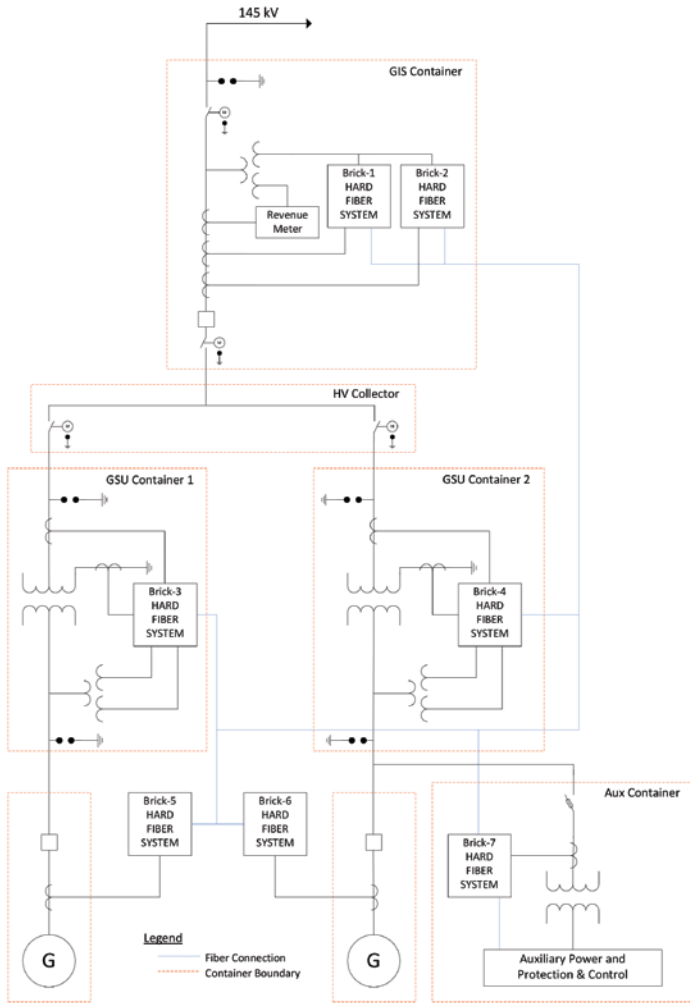 145 kV
GIS Container
M
Brick-1
HARD
FIBER
SYSTEM
Brick-2
HARD
FIBER
SYSTEM
Revenue
Meter
M
HV Collector
M
M
GSU Container 1
GSU Container 2
Brick-3
HARD
FIBER
SYSTEM
Brick-4
HARD
FIBER
SYSTEM
Aux Container
Brick-5
HARD
FIBER
SYSTEM
Brick-6
HARD
FIBER
SYSTEM
Brick-7
HARD
FIBER
SYSTEM
G
G
Legend
Fiber Connection
Container Boundary
Auxiliary Power and
Protection & Control